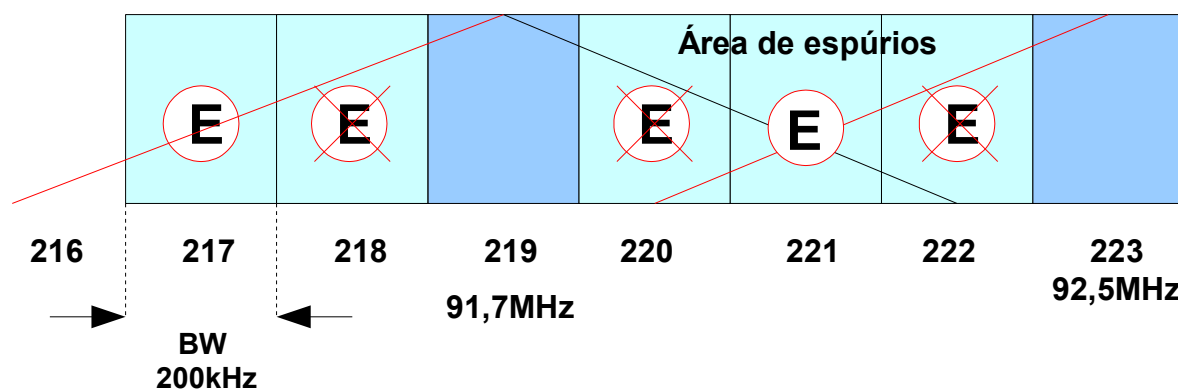 Área de espúrios
E E E E E
216 217 218 219 220 221 222 223
91,7MHz 92,5MHz
BW
200kHz